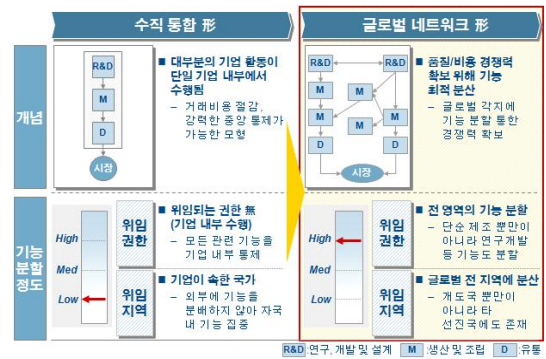 수직 통합 形
글로벌 네트워크 形
개념
R&D
M
D
시장
■ 대부분의 기업 활동이
단일 기업 내부에서
수행됨
– 거래비용 절감,
강력한 중앙 통제가
가능한 모형
R&D
R&D
M
M
M
M
M
D
D
시장
■ 품질/비용 경쟁력
확보 위해 기능
최적 분산
– 글로벌 각지에
기능 분할 통한
경쟁력 확보
기능
분할
정도
High
Med
Low
위임
권한
■ 위임되는 권한 無
(기업 내부 수행)
– 모든 관련 기능을
기업 내부 통제
위임
지역
■ 기업이 속한 국가
– 외부에 기능을
분배하지 않아 자국
내 기능 집중
High
Med
Low
위임
권한
■ 전 영역의 기능 분할
– 단순 제조 뿐만이
아니라 연구개발
등 기능도 분할
위임
지역
■ 글로벌 전 지역에 분산
– 개도국 뿐만이
아니라 타
선진국에도 존재
R&D :연구, 개발 및 설계 M :생산 및 조립 D :유통